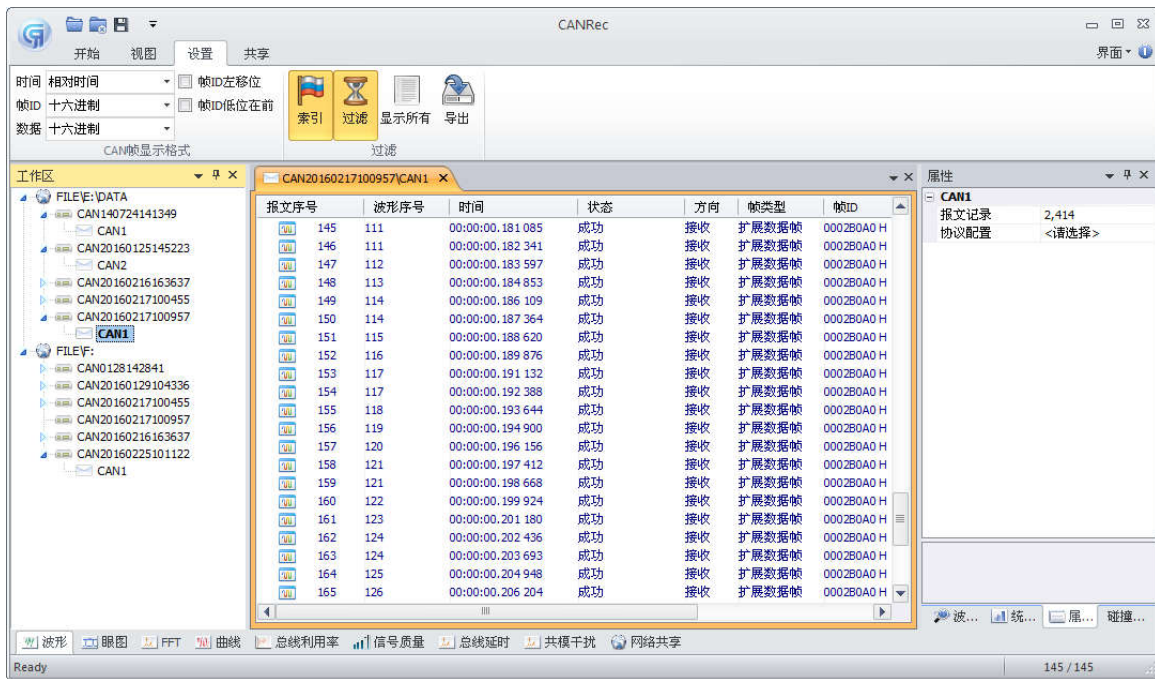 CANRec
开始 视图 设置 共享 界面
时间 相对时间 帧ID左移位
帧ID 十六进制 帧ID低位在前
数据 十六进制
索引 过滤 显示所有 导出
CAN帧显示格式 过滤
工作区
FILE\E:\DATA
CAN140724141349
CAN1
CAN20160125145223
CAN2
CAN20160216163637
CAN20160217100455
CAN20160217100957
CAN1
FILE\F:
CAN0128142841
CAN20160129104336
CAN20160217100455
CAN20160217100957
CAN20160216163637
CAN20160225101122
CAN1
CAN20160217100957\CAN1
报文序号 波形序号 时间 状态 方向 帧类型 帧ID
145 111 00:00:00.181 085 成功 接收 扩展数据帧 0002B0A0 H
146 111 00:00:00.182 341 成功 接收 扩展数据帧 0002B0A0 H
147 112 00:00:00.183 597 成功 接收 扩展数据帧 0002B0A0 H
148 113 00:00:00.184 853 成功 接收 扩展数据帧 0002B0A0 H
149 114 00:00:00.186 109 成功 接收 扩展数据帧 0002B0A0 H
150 114 00:00:00.187 364 成功 接收 扩展数据帧 0002B0A0 H
151 115 00:00:00.188 620 成功 接收 扩展数据帧 0002B0A0 H
152 116 00:00:00.189 876 成功 接收 扩展数据帧 0002B0A0 H
153 117 00:00:00.191 132 成功 接收 扩展数据帧 0002B0A0 H
154 117 00:00:00.192 388 成功 接收 扩展数据帧 0002B0A0 H
155 118 00:00:00.193 644 成功 接收 扩展数据帧 0002B0A0 H
156 119 00:00:00.194 900 成功 接收 扩展数据帧 0002B0A0 H
157 120 00:00:00.196 156 成功 接收 扩展数据帧 0002B0A0 H
158 121 00:00:00.197 412 成功 接收 扩展数据帧 0002B0A0 H
159 121 00:00:00.198 668 成功 接收 扩展数据帧 0002B0A0 H
160 122 00:00:00.199 924 成功 接收 扩展数据帧 0002B0A0 H
161 123 00:00:00.201 180 成功 接收 扩展数据帧 0002B0A0 H
162 124 00:00:00.202 436 成功 接收 扩展数据帧 0002B0A0 H
163 124 00:00:00.203 693 成功 接收 扩展数据帧 0002B0A0 H
164 125 00:00:00.204 948 成功 接收 扩展数据帧 0002B0A0 H
165 126 00:00:00.206 204 成功 接收 扩展数据帧 0002B0A0 H
属性
CAN1
报文记录 2,414
协议配置 <请选择>
波... 统... 属... 碰撞...
波形 眼图 FFT 曲线 总线利用率 信号质量 总线延时 共模干扰 网络共享
Ready 145 / 145